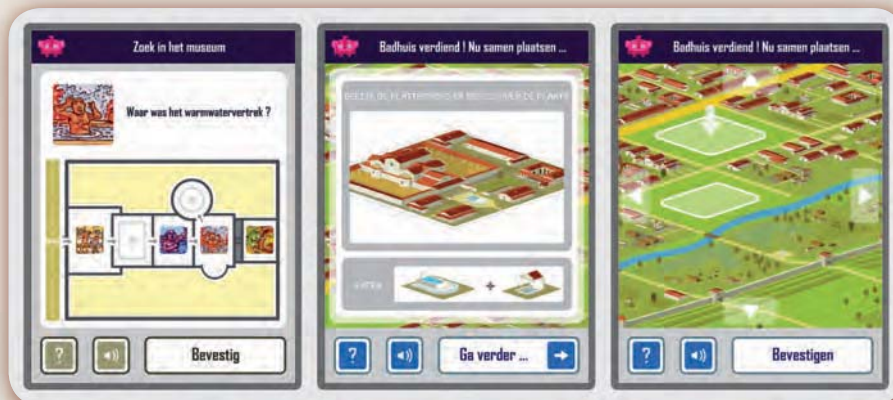 Zoek in het museum
Waar was het warmwatervertrek ?
?
Bevestig
Badhuis verdiend ! Nu samen plaatsen ...
?
Ga verder ...
Badhuis verdiend ! Nu samen plaatsen ...
?
Bevestigen